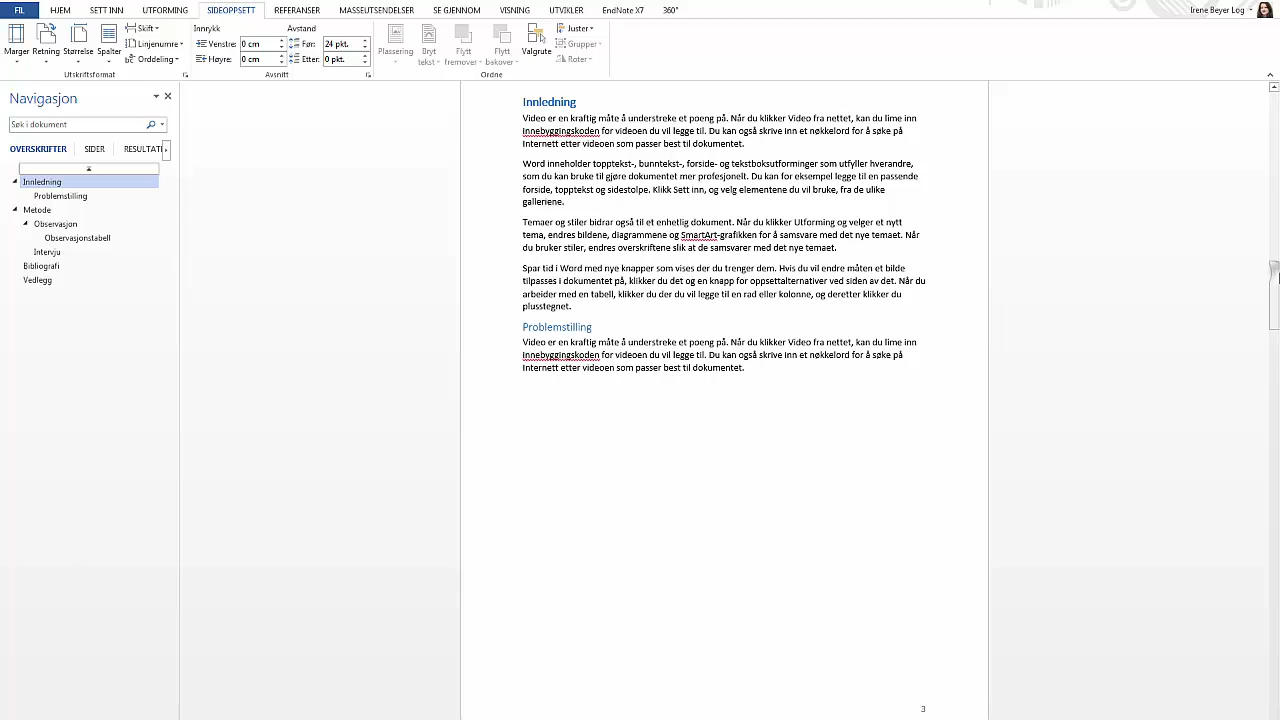 FIL HJEM SETT INN UTFORMING SIDEOPPSETT REFERANSER MASSEUTSENDELSER SE GJENNOM VISNING UTVIKLER EndNote X7 360° Irene Beyer Log
Marger Retning Størrelse Spalter
Skift
Linjenumre
Orddeling
Utskriftsformat
Innrykk Avstand
Venstre: 0 cm Før: 24 pkt.
Høyre: 0 cm Etter: 0 pkt.
Avsnitt
Plassering Bryt tekst Flytt fremover Flytt bakover Valgrute
Juster
Grupper
Roter
Ordne
Navigasjon
Søk i dokument
OVERSKRIFTER SIDER RESULTATI
Innledning
Problemstilling
Metode
Observasjon
Observasjonstabell
Intervju
Bibliografi
Vedlegg
Innledning
Video er en kraftig måte å understreke et poeng på. Når du klikker Video fra nettet, kan du lime inn
innebyggingskoden for videoen du vil legge til. Du kan også skrive inn et nøkkelord for å søke på
Internett etter videoen som passer best til dokumentet.
Word inneholder topptekst-, bunntekst-, forside- og tekstboksutforminger som utfyller hverandre,
som du kan bruke til gjøre dokumentet mer profesjonelt. Du kan for eksempel legge til en passende
forside, topptekst og sidestolpe. Klikk Sett inn, og velg elementene du vil bruke, fra de ulike
galleriene.
Temaer og stiler bidrar også til et enhetlig dokument. Når du klikker Utforming og velger et nytt
tema, endres bildene, diagrammene og SmartArt-grafikken for å samsvare med det nye temaet. Når
du bruker stiler, endres overskriftene slik at de samsvarer med det nye temaet.
Spar tid i Word med nye knapper som vises der du trenger dem. Hvis du vil endre måten et bilde
tilpasses i dokumentet på, klikker du det og en knapp for oppsettalternativer ved siden av det. Når du
arbeider med en tabell, klikker du der du vil legge til en rad eller kolonne, og deretter klikker du
plusstegnet.
Problemstilling
Video er en kraftig måte å understreke et poeng på. Når du klikker Video fra nettet, kan du lime inn
innebyggingskoden for videoen du vil legge til. Du kan også skrive inn et nøkkelord for å søke på
Internett etter videoen som passer best til dokumentet.
3